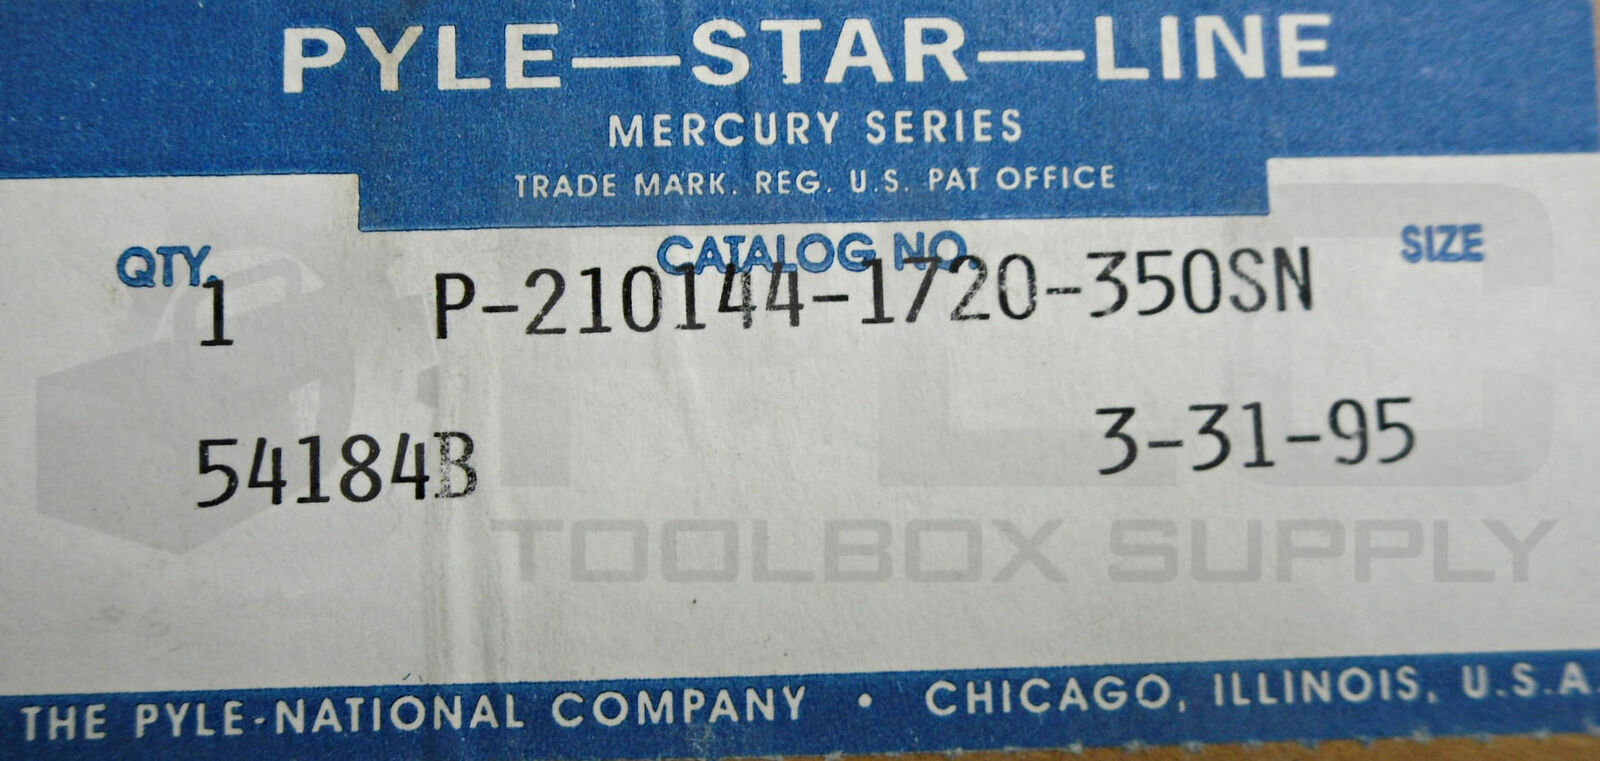 PYLE—STAR—LINE
MERCURY SERIES
TRADE MARK. REG. U.S. PAT OFFICE
QTY. CATALOG NO. SIZE
1 P-210144-1720-350SN
54184B 3-31-95
TOOLBOX SUPPLY
THE PYLE-NATIONAL COMPANY • CHICAGO, ILLINOIS, U.S.A.